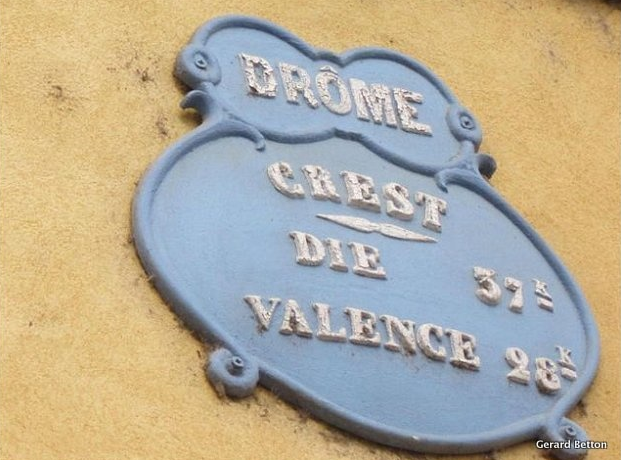 DRÔME
CREST
DIE 37K
VALENCE 28K
Gerard Betton